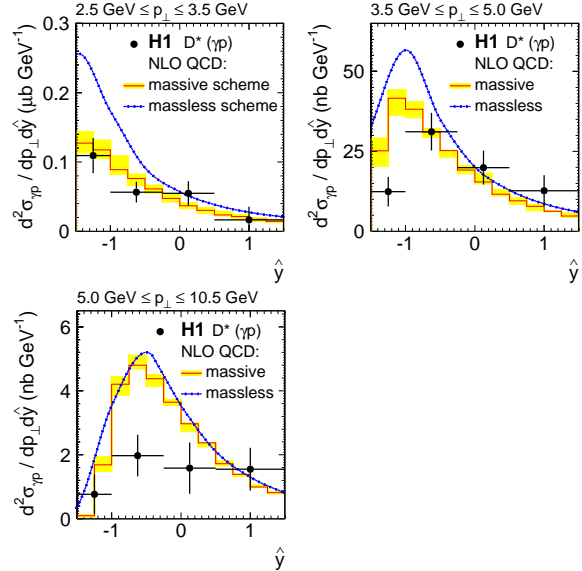 2.5 GeV ≤ p⊥ ≤ 3.5 GeV
d²σγp / dp⊥dŷ (μb GeV⁻¹)
0.3
0.2
0.1
0
H1 D* (γp)
NLO QCD:
massive scheme
massless scheme
-1 0 1
ŷ
3.5 GeV ≤ p⊥ ≤ 5.0 GeV
d²σγp / dp⊥dŷ (nb GeV⁻¹)
50
25
0
H1 D* (γp)
NLO QCD:
massive
massless
-1 0 1
ŷ
5.0 GeV ≤ p⊥ ≤ 10.5 GeV
d²σγp / dp⊥dŷ (nb GeV⁻¹)
6
4
2
0
H1 D* (γp)
NLO QCD:
massive
massless
-1 0 1
ŷ